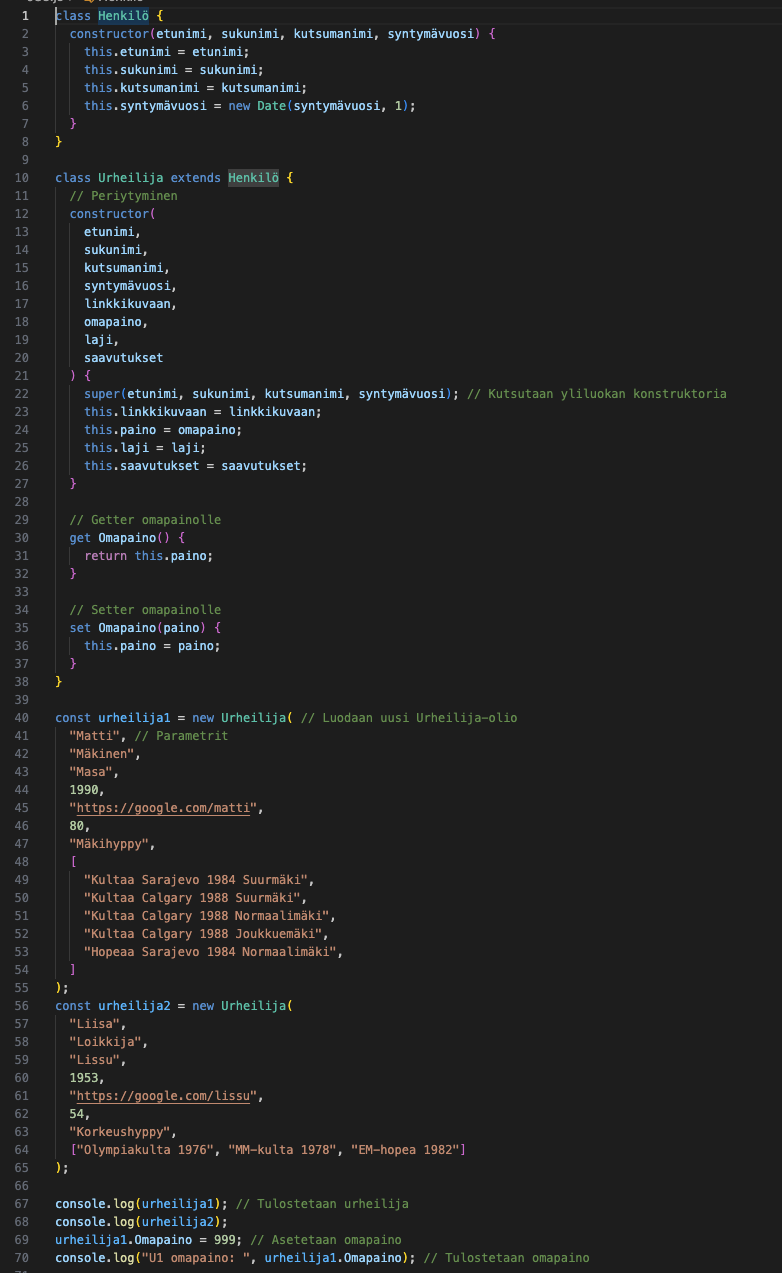 1 class Henkilö {
2 constructor(etunimi, sukunimi, kutsumanimi, syntymävuosi) {
3 this.etunimi = etunimi;
4 this.sukunimi = sukunimi;
5 this.kutsumanimi = kutsumanimi;
6 this.syntymävuosi = new Date(syntymävuosi, 1);
7 }
8 }
9
10 class Urheilija extends Henkilö {
11 // Periytyminen
12 constructor(
13 etunimi,
14 sukunimi,
15 kutsumanimi,
16 syntymävuosi,
17 linkkikuvaan,
18 omapaino,
19 laji,
20 saavutukset
21 ) {
22 super(etunimi, sukunimi, kutsumanimi, syntymävuosi); // Kutsutaan yliluokan konstruktoria
23 this.linkkikuvaan = linkkikuvaan;
24 this.paino = omapaino;
25 this.laji = laji;
26 this.saavutukset = saavutukset;
27 }
28
29 // Getter omapainolle
30 get Omapaino() {
31 return this.paino;
32 }
33
34 // Setter omapainolle
35 set Omapaino(paino) {
36 this.paino = paino;
37 }
38 }
39
40 const urheilija1 = new Urheilija( // Luodaan uusi Urheilija-olio
41 "Matti", // Parametrit
42 "Mäkinen",
43 "Masa",
44 1990,
45 "https://google.com/matti",
46 80,
47 "Mäkihyppy",
48 [
49 "Kultaa Sarajevo 1984 Suurmäki",
50 "Kultaa Calgary 1988 Suurmäki",
51 "Kultaa Calgary 1988 Normaalimäki",
52 "Kultaa Calgary 1988 Joukkuemäki",
53 "Hopeaa Sarajevo 1984 Normaalimäki",
54 ]
55 );
56 const urheilija2 = new Urheilija(
57 "Liisa",
58 "Loikkija",
59 "Lissu",
60 1953,
61 "https://google.com/lissu",
62 54,
63 "Korkeushyppy",
64 ["Olympiakulta 1976", "MM-kulta 1978", "EM-hopea 1982"]
65 );
66
67 console.log(urheilija1); // Tulostetaan urheilija
68 console.log(urheilija2);
69 urheilija1.Omapaino = 999; // Asetetaan omapaino
70 console.log("U1 omapaino: ", urheilija1.Omapaino); // Tulostetaan omapaino